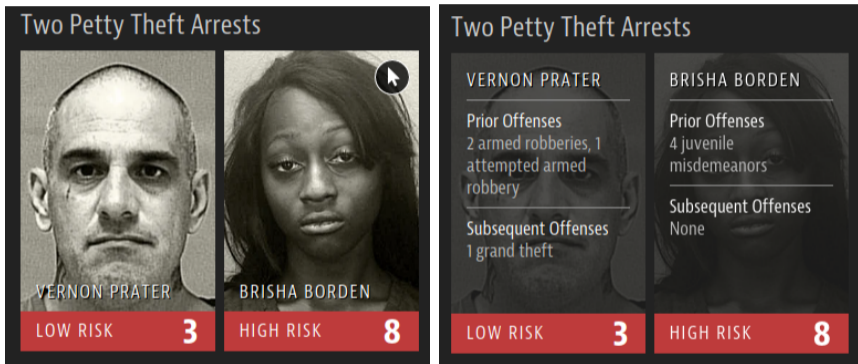 Two Petty Theft Arrests
VERNON PRATER
BRISHA BORDEN
LOW RISK 3
HIGH RISK 8
Two Petty Theft Arrests
VERNON PRATER
Prior Offenses
2 armed robberies, 1
attempted armed
robbery
Subsequent Offenses
1 grand theft
LOW RISK 3
BRISHA BORDEN
Prior Offenses
4 juvenile
misdemeanors
Subsequent Offenses
None
HIGH RISK 8